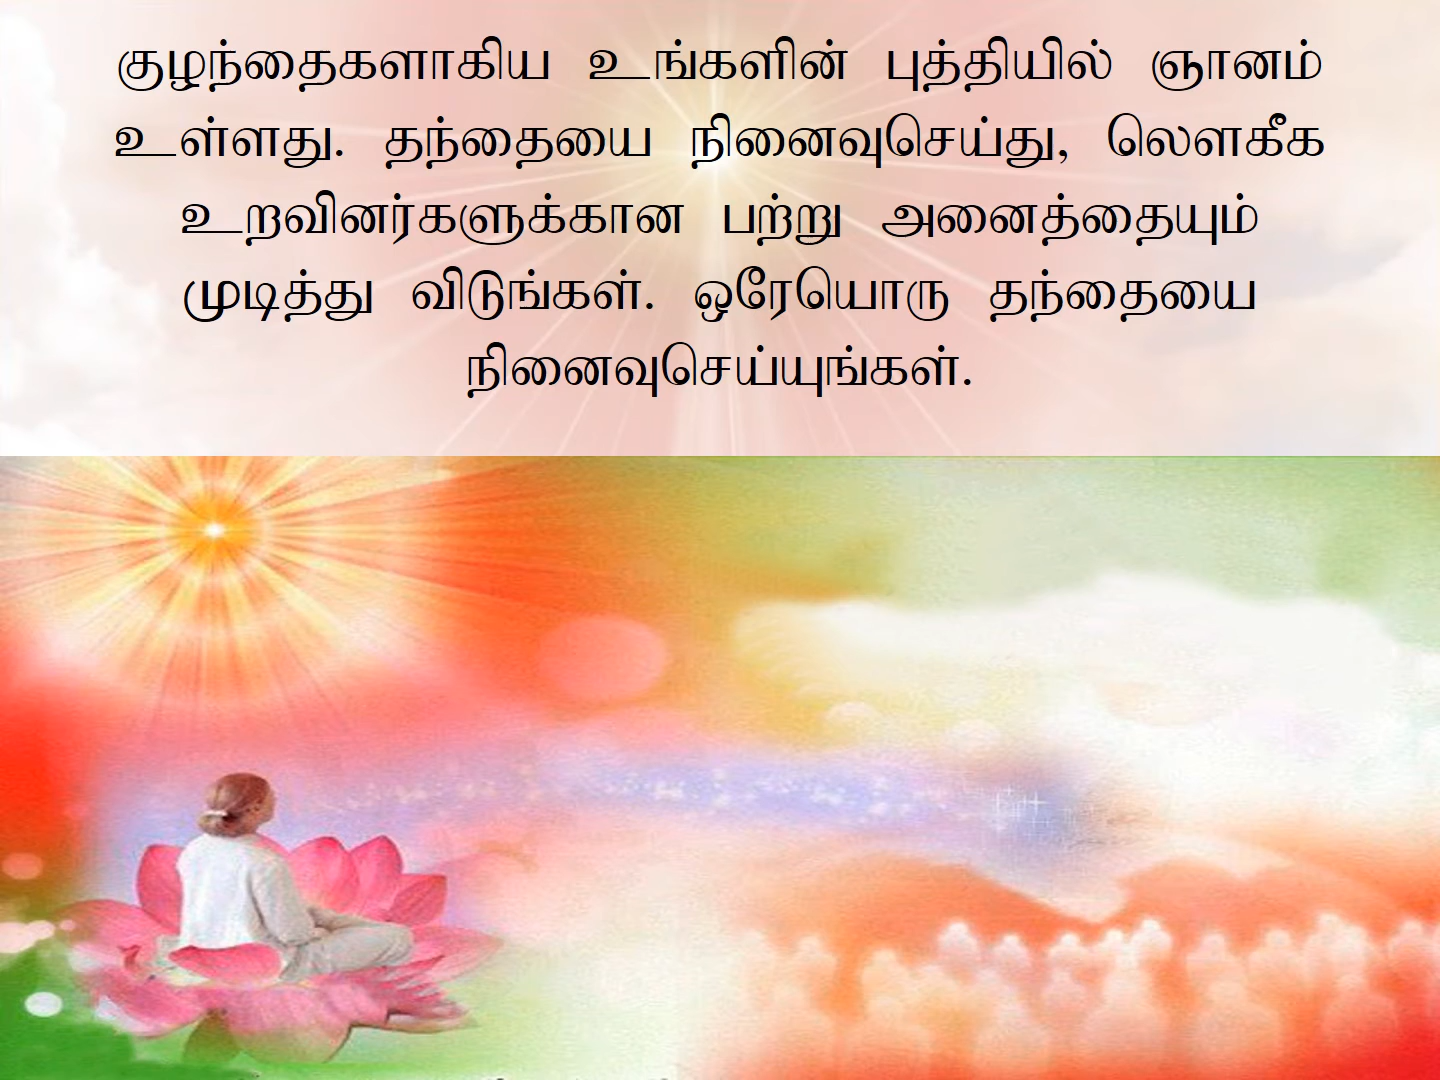 குழந்தைகளாகிய உங்களின் புத்தியில் ஞானம்
உள்ளது. தந்தையை நினைவுசெய்து, லௌகீக
உறவினர்களுக்கான பற்று அனைத்தையும்
முடித்து விடுங்கள். ஒரேயொரு தந்தையை
நினைவுசெய்யுங்கள்.